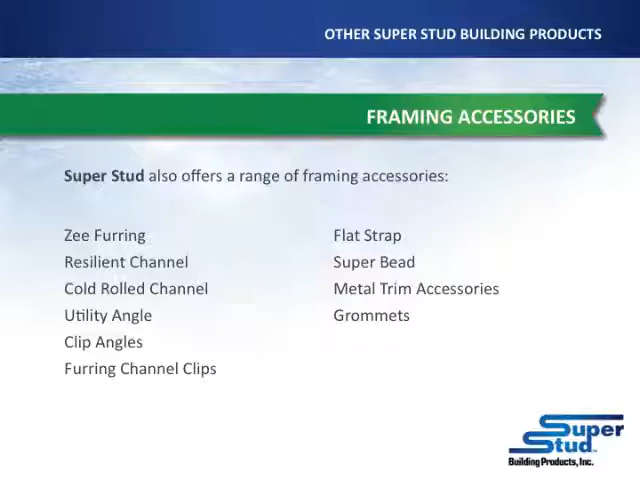 OTHER SUPER STUD BUILDING PRODUCTS
FRAMING ACCESSORIES
Super Stud also offers a range of framing accessories:
Zee Furring
Resilient Channel
Cold Rolled Channel
Utility Angle
Clip Angles
Furring Channel Clips
Flat Strap
Super Bead
Metal Trim Accessories
Grommets
Super
Stud
Building Products, Inc.